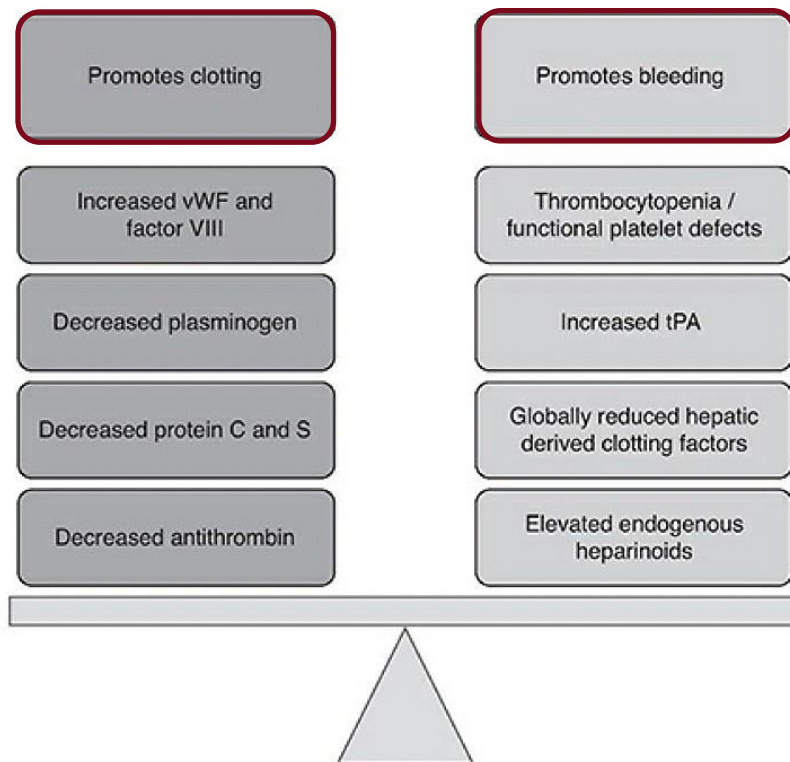 Promotes clotting
Increased vWF and
factor VIII
Decreased plasminogen
Decreased protein C and S
Decreased antithrombin
Promotes bleeding
Thrombocytopenia /
functional platelet defects
Increased tPA
Globally reduced hepatic
derived clotting factors
Elevated endogenous
heparinoids